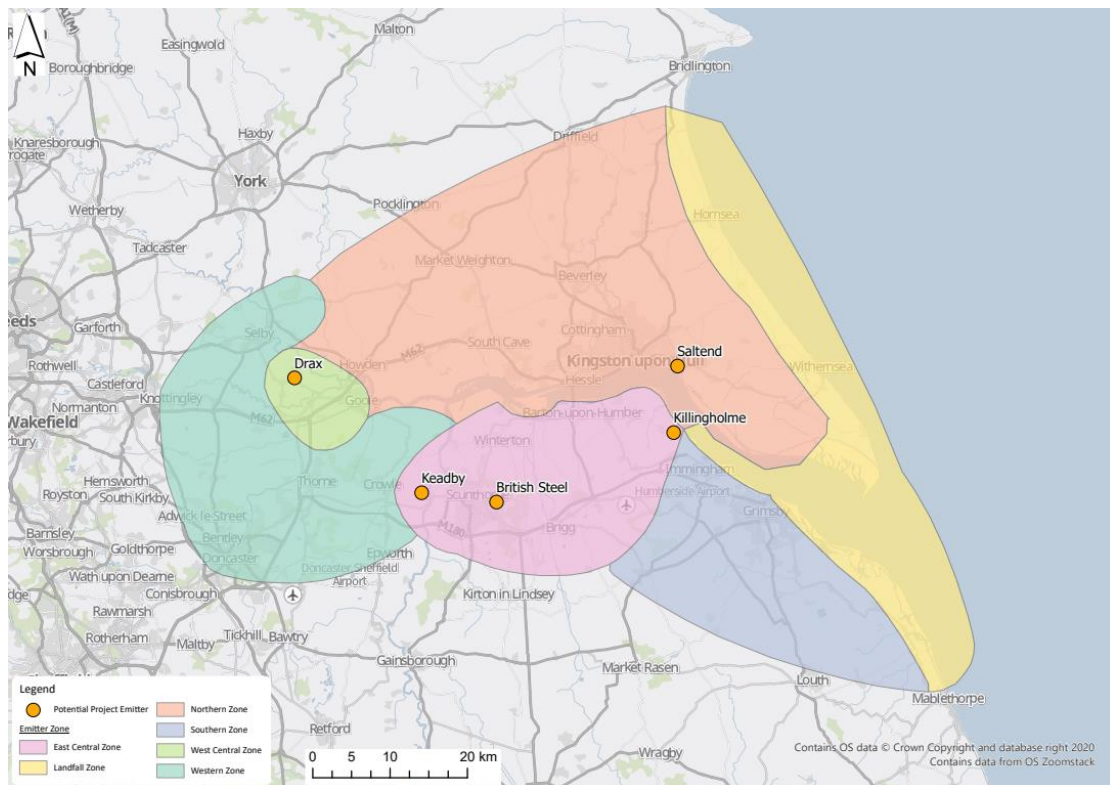 Malton
Easingwold
Boroughbridge
Bridlington
Haxby
Driffield
Knaresborough
York
Pocklington
Wetherby
Hornsea
Tadcaster
Market Weighton
Beverley
Selby
Garforth
Cottingham
South Cave
Saltend
Kingston upon Hull
Drax
Howden
M62
Rothwell
Withernsea
Castleford
Hessle
Knottingley
Goole
Normanton
Barton-upon-Humber
M62
Wakefield
Killingholme
Winterton
Immingham
Hemsworth
Thorne
Crowle
Keadby
British Steel
Scunthorpe
Humberside Airport
South Kirkby
Royston
Grimsby
Adwick le Street
M180
Brigg
Barnsley
Bentley
Worsbrough
Goldthorpe
Doncaster
Epworth
Doncaster Sheffield
Airport
Wath upon Dearne
Conisbrough
Kirton in Lindsey
Rawmarsh
Rotherham
Maltby
Tickhill
Bawtry
Gainsborough
Market Rasen
Louth
Mablethorpe
Retford
Wragby
N
Legend
Potential Project Emitter
Emitter Zone
East Central Zone
Landfall Zone
Northern Zone
Southern Zone
West Central Zone
Western Zone
0 10 20 km
Contains OS data © Crown Copyright and database right 2020
Contains data from OS Zoomstack